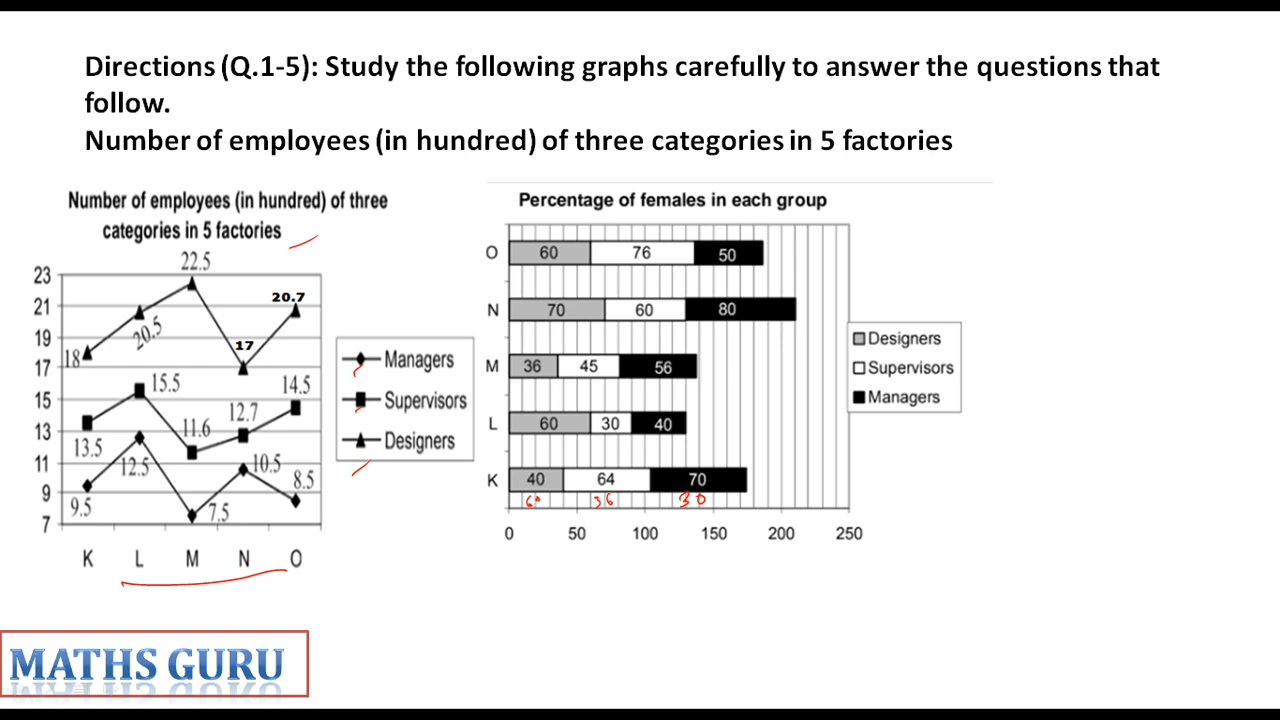 Directions (Q.1-5): Study the following graphs carefully to answer the questions that
follow.
Number of employees (in hundred) of three categories in 5 factories
Number of employees (in hundred) of three
categories in 5 factories
23
21
19
17
15
13
11
9
7
22.5
20.7
20.5
18
17
15.5
14.5
13.5
12.7
11.6
12.5
10.5
9.5
8.5
7.5
K L M N O
Managers
Supervisors
Designers
Percentage of females in each group
O 60 76 50
N 70 60 80
M 36 45 56
L 60 30 40
K 40 64 70
60 36 30
0 50 100 150 200 250
Designers
Supervisors
Managers
MATHS GURU